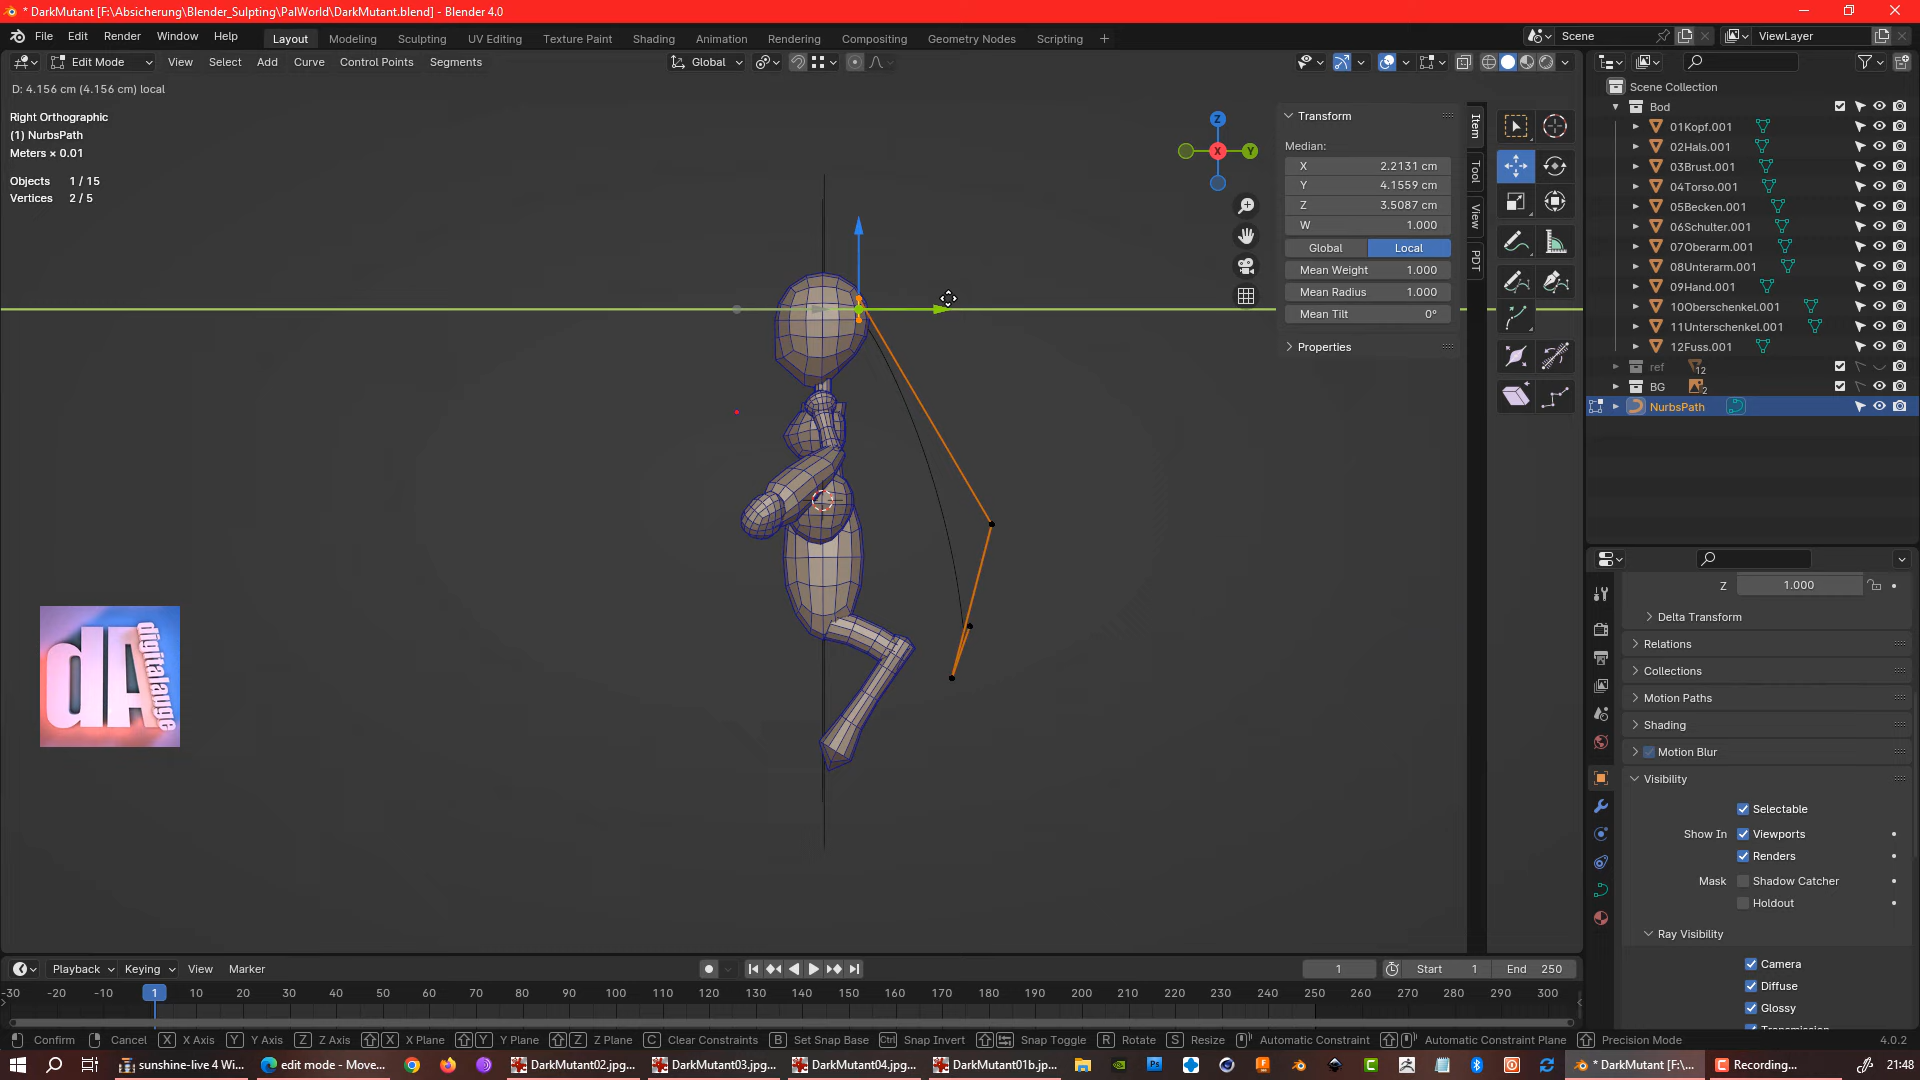 * DarkMutant [F:\Absicherung\Blender_Sulpting\PalWorld\DarkMutant.blend] - Blender 4.0
File Edit Render Window Help Layout Modeling Sculpting UV Editing Texture Paint Shading Animation Rendering Compositing Geometry Nodes Scripting + Scene ViewLayer
Edit Mode View Select Add Curve Control Points Segments Global
D: 4.156 cm (4.156 cm) local
Right Orthographic
(1) NurbsPath
Meters × 0.01
Objects 1 / 15
Vertices 2 / 5
Z
Y
X
Transform
Median:
X 2.2131 cm
Y 4.1559 cm
Z 3.5087 cm
W 1.000
Global Local
Mean Weight 1.000
Mean Radius 1.000
Mean Tilt 0°
Properties
Item
Tool
View
PDT
Scene Collection
Bod
01Kopf.001
02Hals.001
03Brust.001
04Torso.001
05Becken.001
06Schulter.001
07Oberarm.001
08Unterarm.001
09Hand.001
10Oberschenkel.001
11Unterschenkel.001
12Fuss.001
ref 12
BG 2
NurbsPath
Z 1.000
Delta Transform
Relations
Collections
Motion Paths
Shading
Motion Blur
Visibility
Selectable
Show In Viewports
Renders
Mask Shadow Catcher
Holdout
Ray Visibility
Camera
Diffuse
Glossy
Transmission
dA
digitalauge
Playback Keying View Marker 1 Start 1 End 250
-30 -20 -10 1 10 20 30 40 50 60 70 80 90 100 110 120 130 140 150 160 170 180 190 200 210 220 230 240 250 260 270 280 290 300
Confirm Cancel X X Axis Y Y Axis Z Z Axis X X Plane Y Y Plane Z Z Plane C Clear Constraints B Set Snap Base Ctrl Snap Invert Snap Toggle R Rotate S Resize Automatic Constraint Automatic Constraint Plane Precision Mode 4.0.2
sunshine-live 4 Wi... edit mode - Move... DarkMutant02.jpg... DarkMutant03.jpg... DarkMutant04.jpg... DarkMutant01b.jp... Ps * DarkMutant [F:\... Recording... 21:48